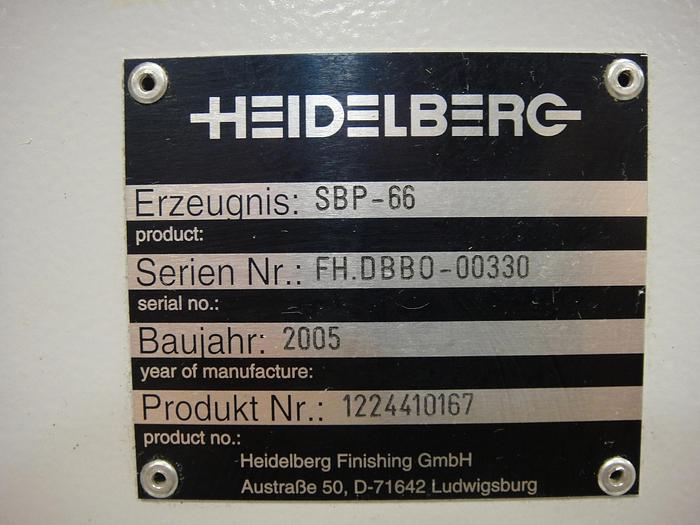 HEIDELBERG
Erzeugnis: SBP-66
product:
Serien Nr.: FH.DBBO-00330
serial no.:
Baujahr: 2005
year of manufacture:
Produkt Nr.: 1224410167
product no.:
Heidelberg Finishing GmbH
Austraße 50, D-71642 Ludwigsburg